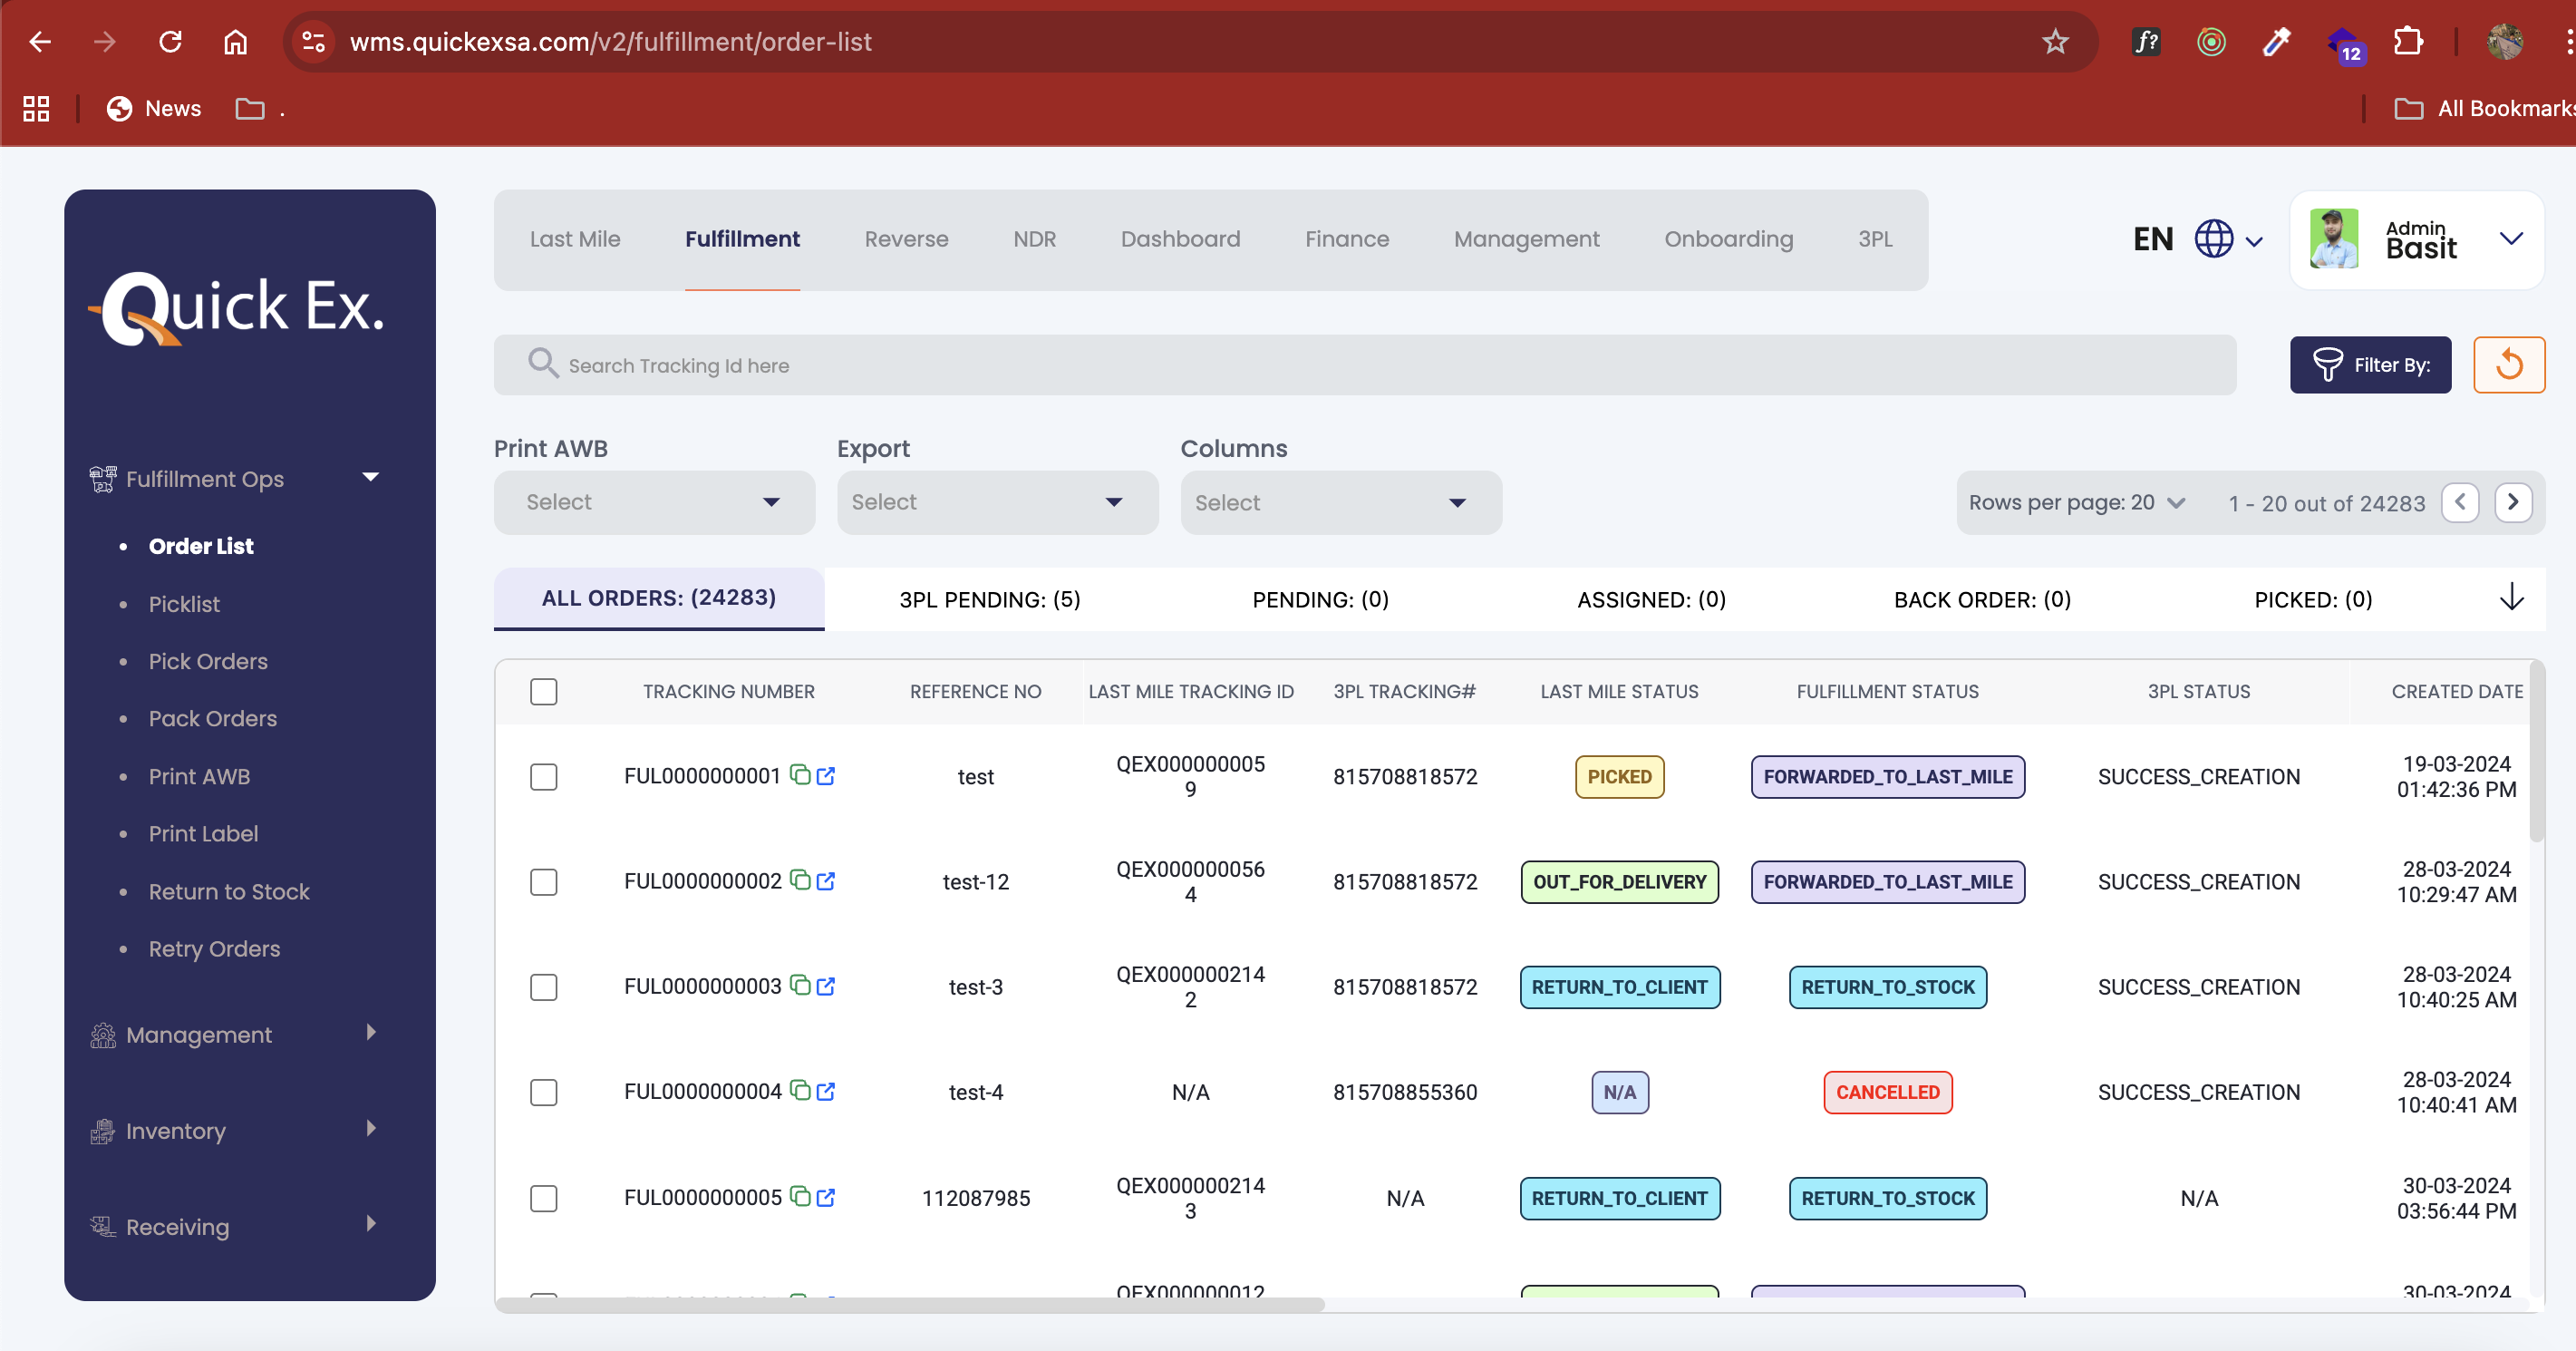 wms.quickexsa.com/v2/fulfillment/order-list
f?
12
News
.
All Bookmarks
Quick Ex.
Last Mile
Fulfillment
Reverse
NDR
Dashboard
Finance
Management
Onboarding
3PL
EN
Admin
Basit
Search Tracking Id here
Filter By:
Print AWB
Export
Columns
Select
Select
Select
Rows per page: 20
1 - 20 out of 24283
Fulfillment Ops
Order List
Picklist
Pick Orders
Pack Orders
Print AWB
Print Label
Return to Stock
Retry Orders
Management
Inventory
Receiving
ALL ORDERS: (24283)
3PL PENDING: (5)
PENDING: (0)
ASSIGNED: (0)
BACK ORDER: (0)
PICKED: (0)
TRACKING NUMBER
REFERENCE NO
LAST MILE TRACKING ID
3PL TRACKING#
LAST MILE STATUS
FULFILLMENT STATUS
3PL STATUS
CREATED DATE
FUL0000000001
test
QEX000000005
9
815708818572
PICKED
FORWARDED_TO_LAST_MILE
SUCCESS_CREATION
19-03-2024
01:42:36 PM
FUL0000000002
test-12
QEX000000056
4
815708818572
OUT_FOR_DELIVERY
FORWARDED_TO_LAST_MILE
SUCCESS_CREATION
28-03-2024
10:29:47 AM
FUL0000000003
test-3
QEX000000214
2
815708818572
RETURN_TO_CLIENT
RETURN_TO_STOCK
SUCCESS_CREATION
28-03-2024
10:40:25 AM
FUL0000000004
test-4
N/A
815708855360
N/A
CANCELLED
SUCCESS_CREATION
28-03-2024
10:40:41 AM
FUL0000000005
112087985
QEX000000214
3
N/A
RETURN_TO_CLIENT
RETURN_TO_STOCK
N/A
30-03-2024
03:56:44 PM
QEX000000012
30-03-2024